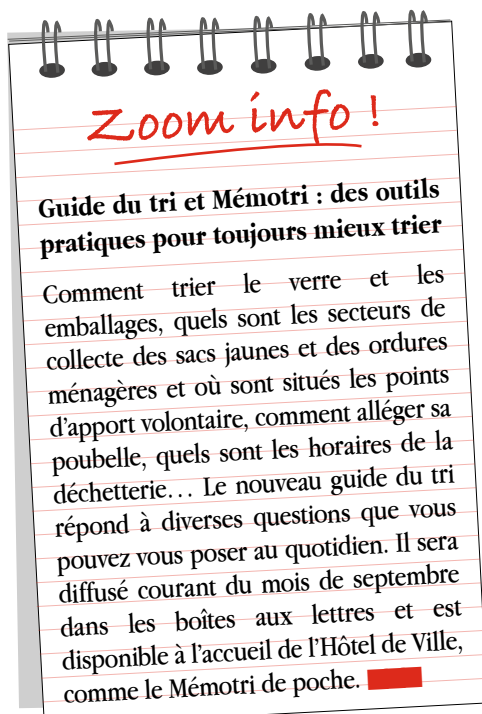 Zoom info !
Guide du tri et Mémotri : des outils
pratiques pour toujours mieux trier
Comment trier le verre et les
emballages, quels sont les secteurs de
collecte des sacs jaunes et des ordures
ménagères et où sont situés les points
d'apport volontaire, comment alléger sa
poubelle, quels sont les horaires de la
déchetterie... Le nouveau guide du tri
répond à diverses questions que vous
pouvez vous poser au quotidien. Il sera
diffusé courant du mois de septembre
dans les boîtes aux lettres et est
disponible à l'accueil de l'Hôtel de Ville,
comme le Mémotri de poche.